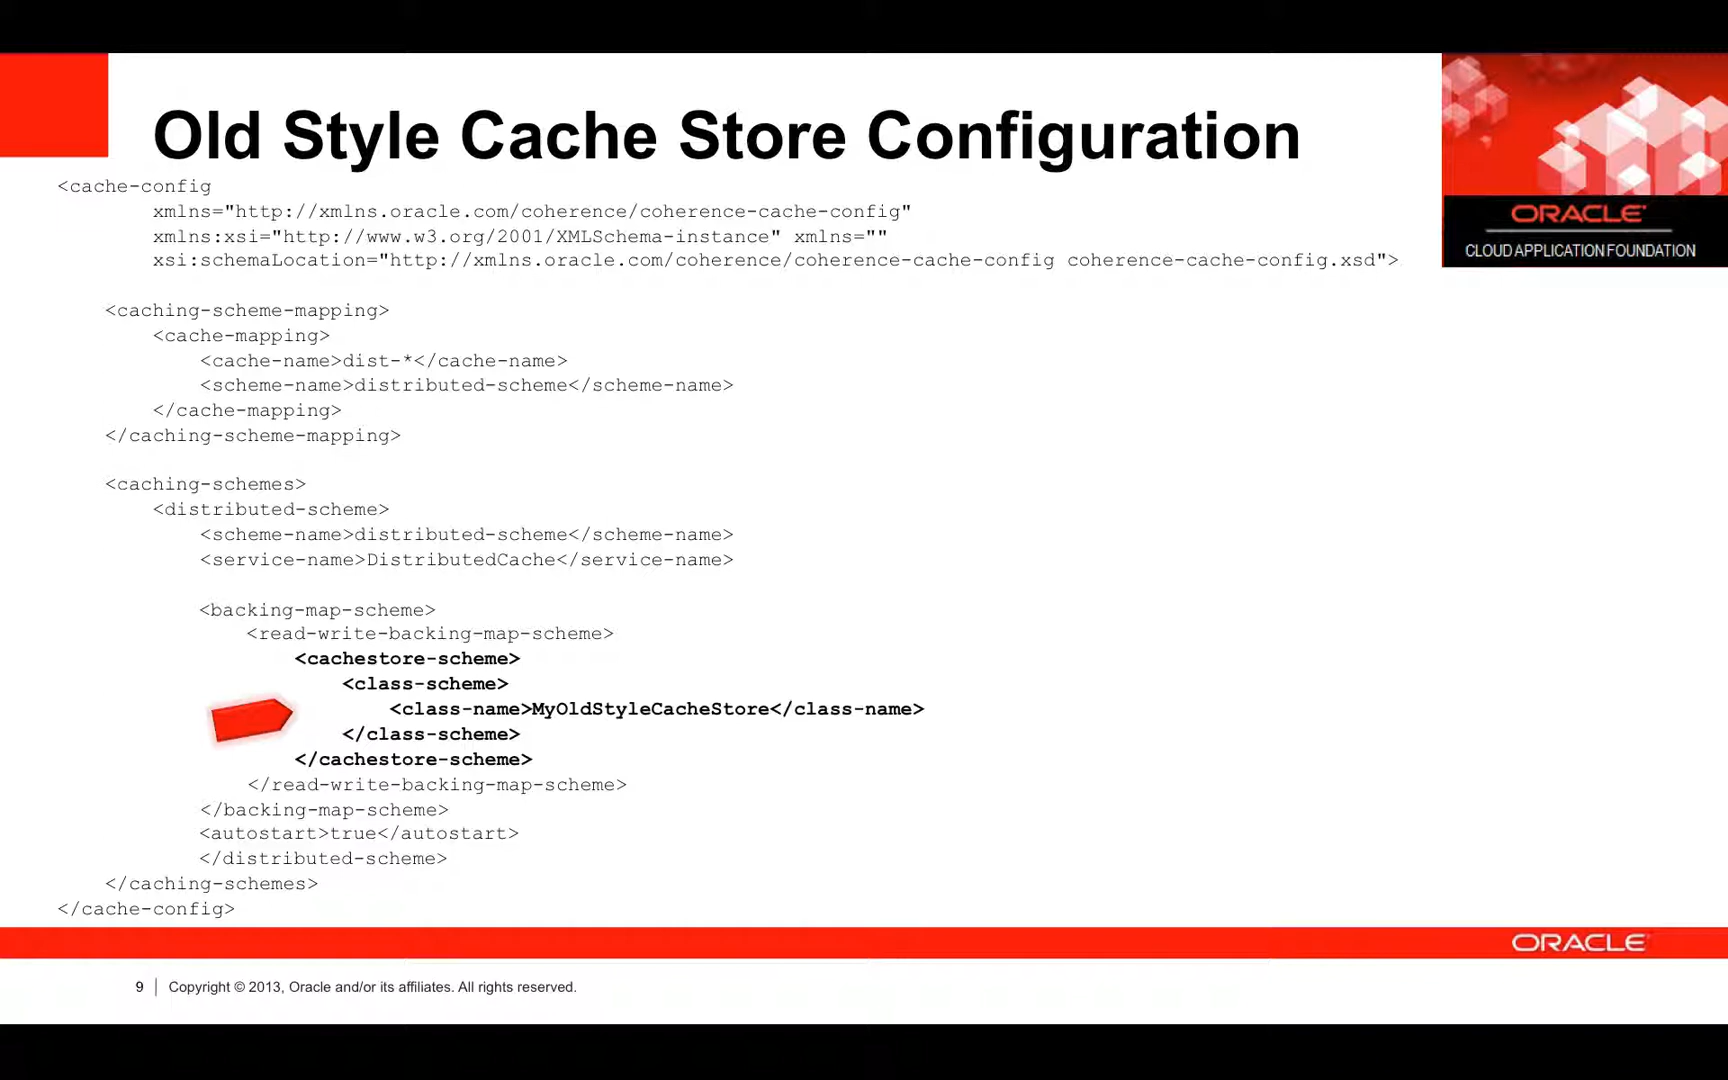 Old Style Cache Store Configuration
<cache-config
xmlns="http://xmlns.oracle.com/coherence/coherence-cache-config"
xmlns:xsi="http://www.w3.org/2001/XMLSchema-instance" xmlns=""
xsi:schemaLocation="http://xmlns.oracle.com/coherence/coherence-cache-config coherence-cache-config.xsd">
<caching-scheme-mapping>
<cache-mapping>
<cache-name>dist-*</cache-name>
<scheme-name>distributed-scheme</scheme-name>
</cache-mapping>
</caching-scheme-mapping>
<caching-schemes>
<distributed-scheme>
<scheme-name>distributed-scheme</scheme-name>
<service-name>DistributedCache</service-name>
<backing-map-scheme>
<read-write-backing-map-scheme>
<cachestore-scheme>
<class-scheme>
<class-name>MyOldStyleCacheStore</class-name>
</class-scheme>
</cachestore-scheme>
</read-write-backing-map-scheme>
</backing-map-scheme>
<autostart>true</autostart>
</distributed-scheme>
</caching-schemes>
</cache-config>
ORACLE
CLOUD APPLICATION FOUNDATION
ORACLE
9 | Copyright © 2013, Oracle and/or its affiliates. All rights reserved.